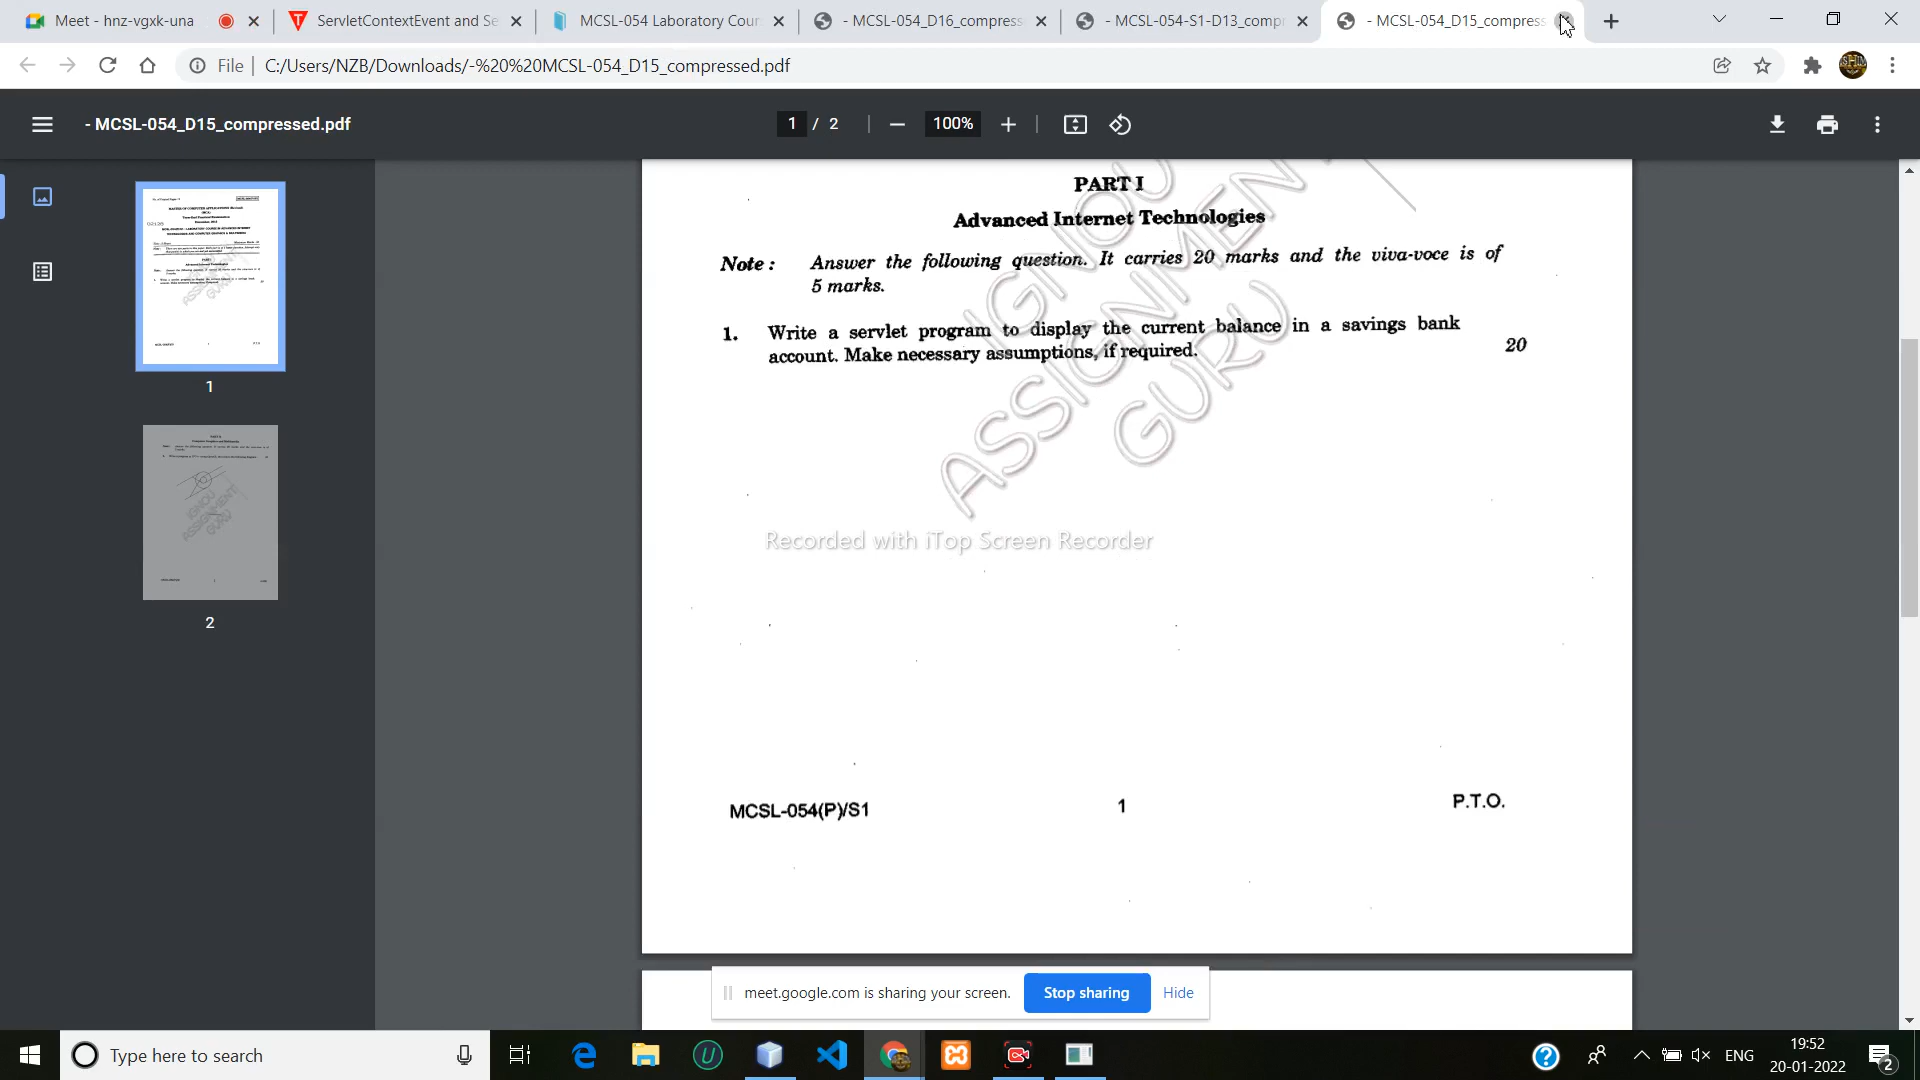 Meet - hnz-vgxk-una
ServletContextEvent and Se
MCSL-054 Laboratory Cour
- MCSL-054_D16_compress
- MCSL-054-S1-D13_comp
- MCSL-054_D15_compress
File
C:/Users/NZB/Downloads/-%20%20MCSL-054_D15_compressed.pdf
- MCSL-054_D15_compressed.pdf
1 / 2
100%
PART I
Advanced Internet Technologies
Note : Answer the following question. It carries 20 marks and the viva-voce is of
5 marks.
1. Write a servlet program to display the current balance in a savings bank
account. Make necessary assumptions, if required. 20
IGNOU
ASSIGNMENT
GURU
Recorded with iTop Screen Recorder
1
2
MCSL-054(P)/S1 1 P.T.O.
meet.google.com is sharing your screen. Stop sharing Hide
Type here to search
ENG
19:52
20-01-2022
2